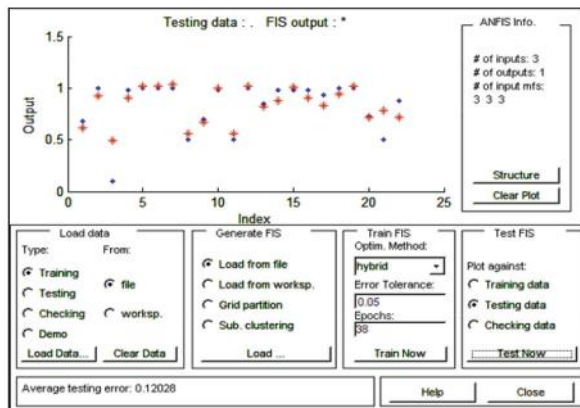 Testing data : . FIS output : *
1.5
1
0.5
0
Output
0 5 10 15 20 25
Index
ANFIS Info.
# of inputs: 3
# of outputs: 1
# of input mfs:
3 3 3
Structure
Clear Plot
Load data
Type: From:
Training
Testing
Checking
Demo
file
worksp.
Load Data...
Clear Data
Generate FIS
Load from file
Load from worksp.
Grid partition
Sub. clustering
Load ...
Train FIS
Optim. Method:
hybrid
Error Tolerance:
0.05
Epochs:
38
Train Now
Test FIS
Plot against:
Training data
Testing data
Checking data
Test Now
Average testing error: 0.12028
Help
Close